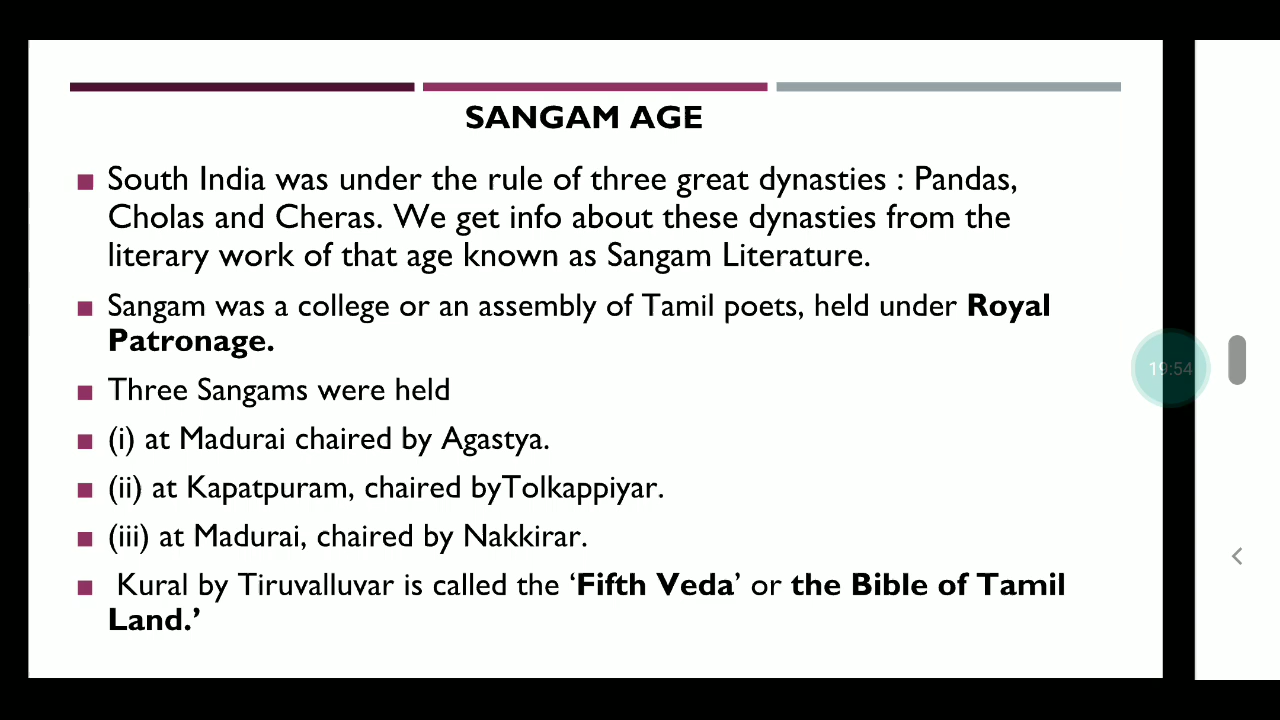 SANGAM AGE
South India was under the rule of three great dynasties : Pandas,
Cholas and Cheras. We get info about these dynasties from the
literary work of that age known as Sangam Literature.
Sangam was a college or an assembly of Tamil poets, held under Royal
Patronage.
Three Sangams were held
(i) at Madurai chaired by Agastya.
(ii) at Kapatpuram, chaired byTolkappiyar.
(iii) at Madurai, chaired by Nakkirar.
Kural by Tiruvalluvar is called the ‘Fifth Veda’ or the Bible of Tamil
Land.’
19:54